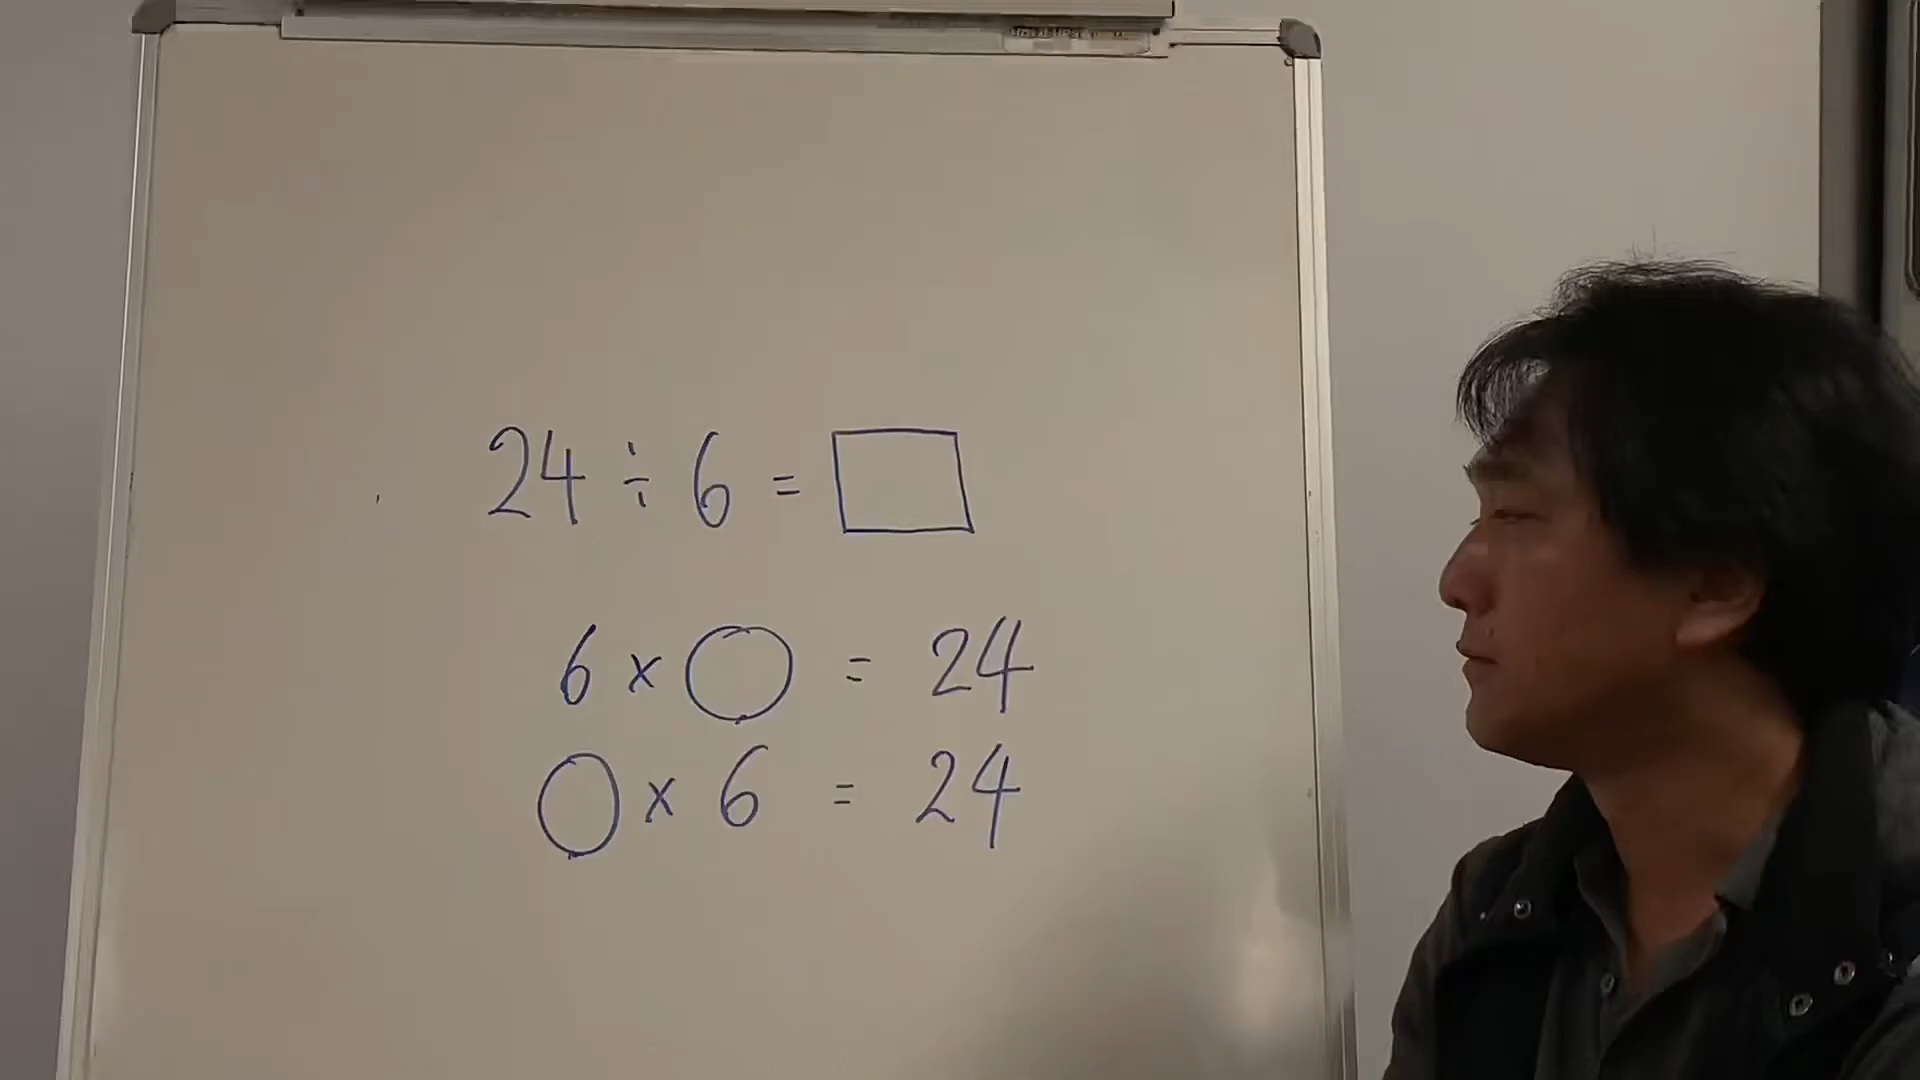 24 ÷ 6 = □
6 × ○ = 24
○ × 6 = 24